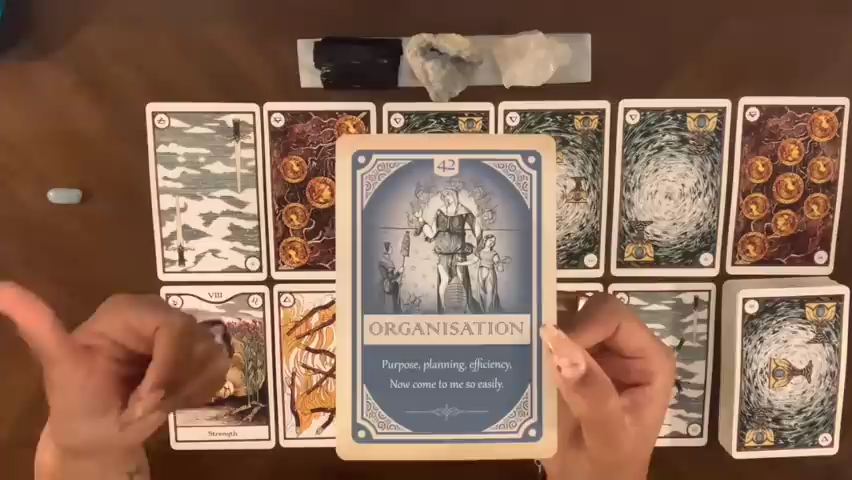 42
ORGANISATION
Purpose, planning, efficiency,
Now come to me so easily.
VIII
Strength